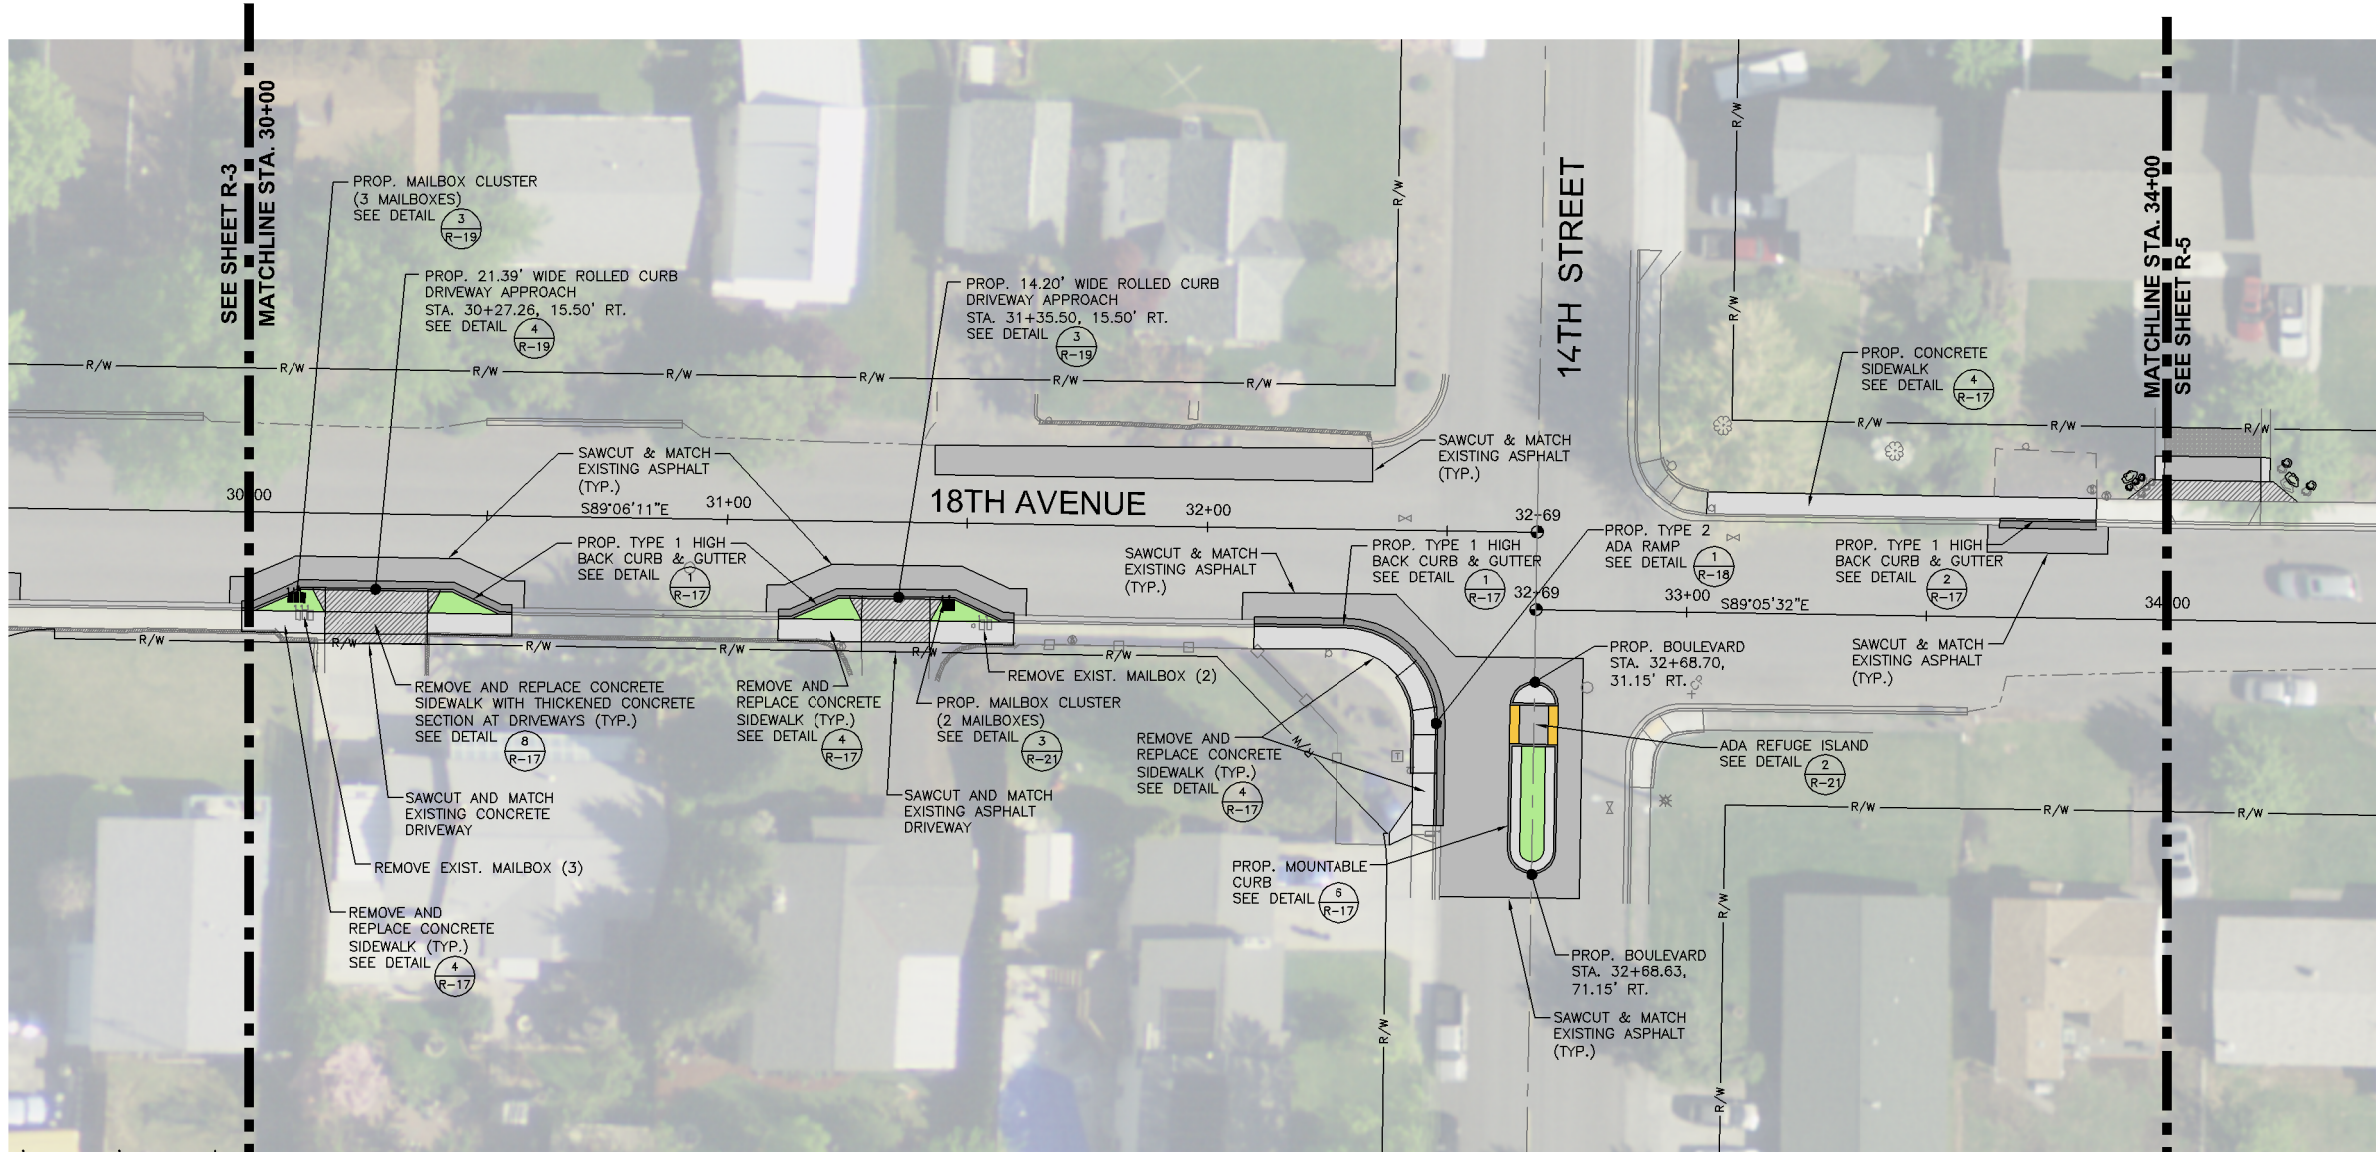 SEE SHEET R-3
MATCHLINE STA. 30+00
PROP. MAILBOX CLUSTER
(3 MAILBOXES)
SEE DETAIL
3
R-19
PROP. 21.39' WIDE ROLLED CURB
DRIVEWAY APPROACH
STA. 30+27.26, 15.50' RT.
SEE DETAIL
4
R-19
PROP. 14.20' WIDE ROLLED CURB
DRIVEWAY APPROACH
STA. 31+35.50, 15.50' RT.
SEE DETAIL
3
R-19
14TH STREET
PROP. CONCRETE
SIDEWALK
SEE DETAIL
4
R-17
MATCHLINE STA. 34+00
SEE SHEET R-5
R/W
R/W
R/W
R/W
R/W
R/W
R/W
R/W
R/W
R/W
R/W
R/W
R/W
SAWCUT & MATCH
EXISTING ASPHALT
(TYP.)
SAWCUT & MATCH
EXISTING ASPHALT
(TYP.)
30+00
S89°06'11"E
31+00
18TH AVENUE
32+00
32+69
PROP. TYPE 1 HIGH
BACK CURB & GUTTER
SEE DETAIL
1
R-17
SAWCUT & MATCH
EXISTING ASPHALT
(TYP.)
PROP. TYPE 1 HIGH
BACK CURB & GUTTER
SEE DETAIL
1
R-17
PROP. TYPE 2
ADA RAMP
SEE DETAIL
1
R-18
PROP. TYPE 1 HIGH
BACK CURB & GUTTER
SEE DETAIL
2
R-17
32+69
33+00
S89°05'32"E
34+00
R/W
R/W
R/W
R/W
R/W
R/W
R/W
REMOVE AND REPLACE CONCRETE
SIDEWALK WITH THICKENED CONCRETE
SECTION AT DRIVEWAYS (TYP.)
SEE DETAIL
8
R-17
REMOVE AND
REPLACE CONCRETE
SIDEWALK (TYP.)
SEE DETAIL
4
R-17
REMOVE EXIST. MAILBOX (2)
PROP. MAILBOX CLUSTER
(2 MAILBOXES)
SEE DETAIL
3
R-21
REMOVE AND
REPLACE CONCRETE
SIDEWALK (TYP.)
SEE DETAIL
4
R-17
PROP. BOULEVARD
STA. 32+68.70,
31.15' RT.
SAWCUT & MATCH
EXISTING ASPHALT
(TYP.)
ADA REFUGE ISLAND
SEE DETAIL
2
R-21
T
SAWCUT AND MATCH
EXISTING CONCRETE
DRIVEWAY
SAWCUT AND MATCH
EXISTING ASPHALT
DRIVEWAY
R/W
R/W
R/W
REMOVE EXIST. MAILBOX (3)
PROP. MOUNTABLE
CURB
SEE DETAIL
R-17
REMOVE AND
REPLACE CONCRETE
SIDEWALK (TYP.)
SEE DETAIL
4
R-17
PROP. BOULEVARD
STA. 32+68.63,
71.15' RT.
SAWCUT & MATCH
EXISTING ASPHALT
(TYP.)
R/W
R/W
R/W